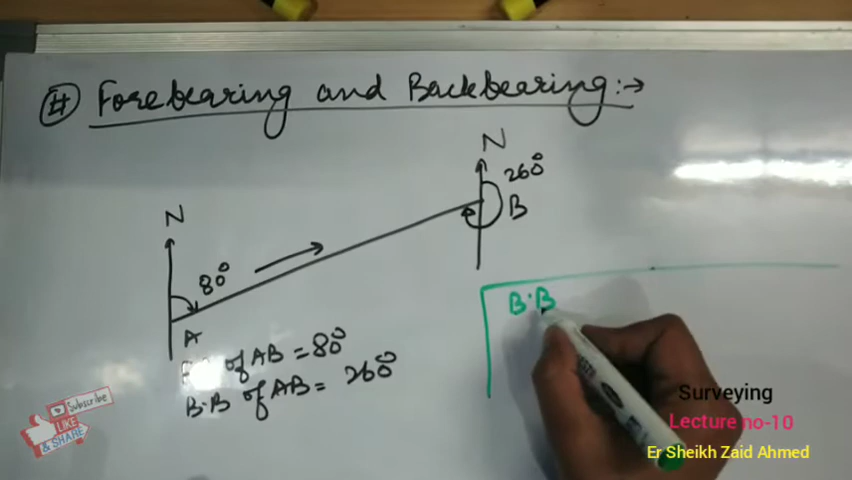 # Forebearing and Backbearing:→
N
260°
B
N
80°
A
of AB = 80°
B.B of AB = 260°
B.B
Subscribe
LIKE
& SHARE
Surveying
Lecture no-10
Er Sheikh Zaid Ahmed